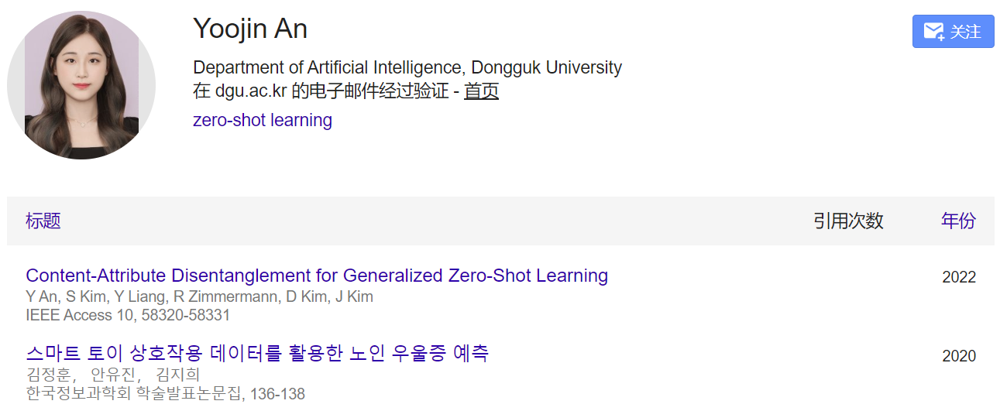 Yoojin An
关注
Department of Artificial Intelligence, Dongguk University
在 dgu.ac.kr 的电子邮件经过验证 - 首页
zero-shot learning
标题 引用次数 年份
Content-Attribute Disentanglement for Generalized Zero-Shot Learning 2022
Y An, S Kim, Y Liang, R Zimmermann, D Kim, J Kim
IEEE Access 10, 58320-58331
스마트 토이 상호작용 데이터를 활용한 노인 우울증 예측 2020
김정훈, 안유진, 김지희
한국정보과학회 학술발표논문집, 136-138